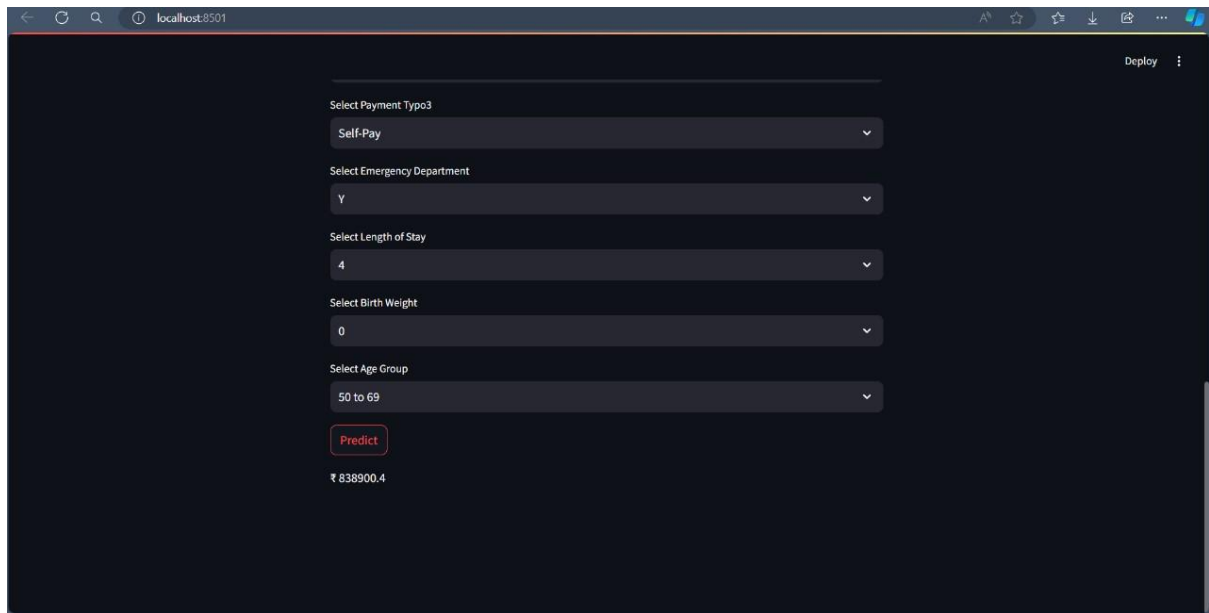 localhost:8501
Deploy
Select Payment Typo3
Self-Pay
Select Emergency Department
Y
Select Length of Stay
4
Select Birth Weight
0
Select Age Group
50 to 69
Predict
₹ 838900.4